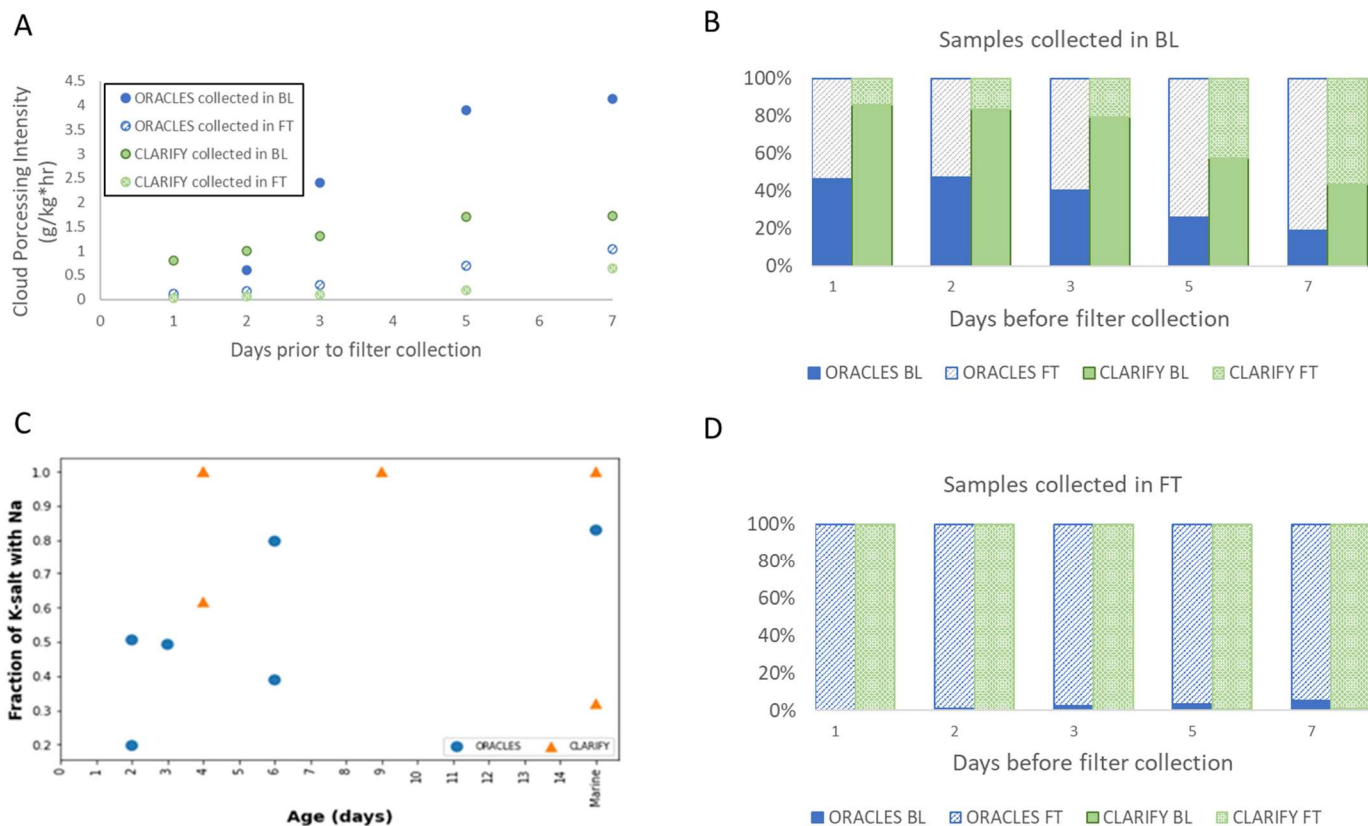 A
Cloud Porcessing Intensity
(g/kg*hr)
4.5
4
3.5
3
2.5
2
1.5
1
0.5
0
ORACLES collected in BL
ORACLES collected in FT
CLARIFY collected in BL
CLARIFY collected in FT
0 1 2 3 4 5 6 7
Days prior to filter collection
B
Samples collected in BL
100%
80%
60%
40%
20%
0%
1 2 3 5 7
Days before filter collection
ORACLES BL ORACLES FT CLARIFY BL CLARIFY FT
C
Fraction of K-salt with Na
1.0
0.9
0.8
0.7
0.6
0.5
0.4
0.3
0.2
ORACLES CLARIFY
0 1 2 3 4 5 6 9 10 11 12 13 14 Marine
Age (days)
D
Samples collected in FT
100%
80%
60%
40%
20%
0%
1 2 3 5 7
Days before filter collection
ORACLES BL ORACLES FT CLARIFY BL CLARIFY FT